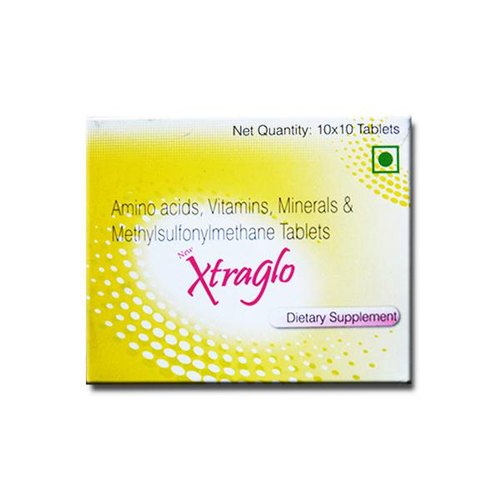 Net Quantity: 10x10 Tablets
Amino acids, Vitamins, Minerals &
Methylsulfonylmethane Tablets
New
Xtraglo
Dietary Supplement